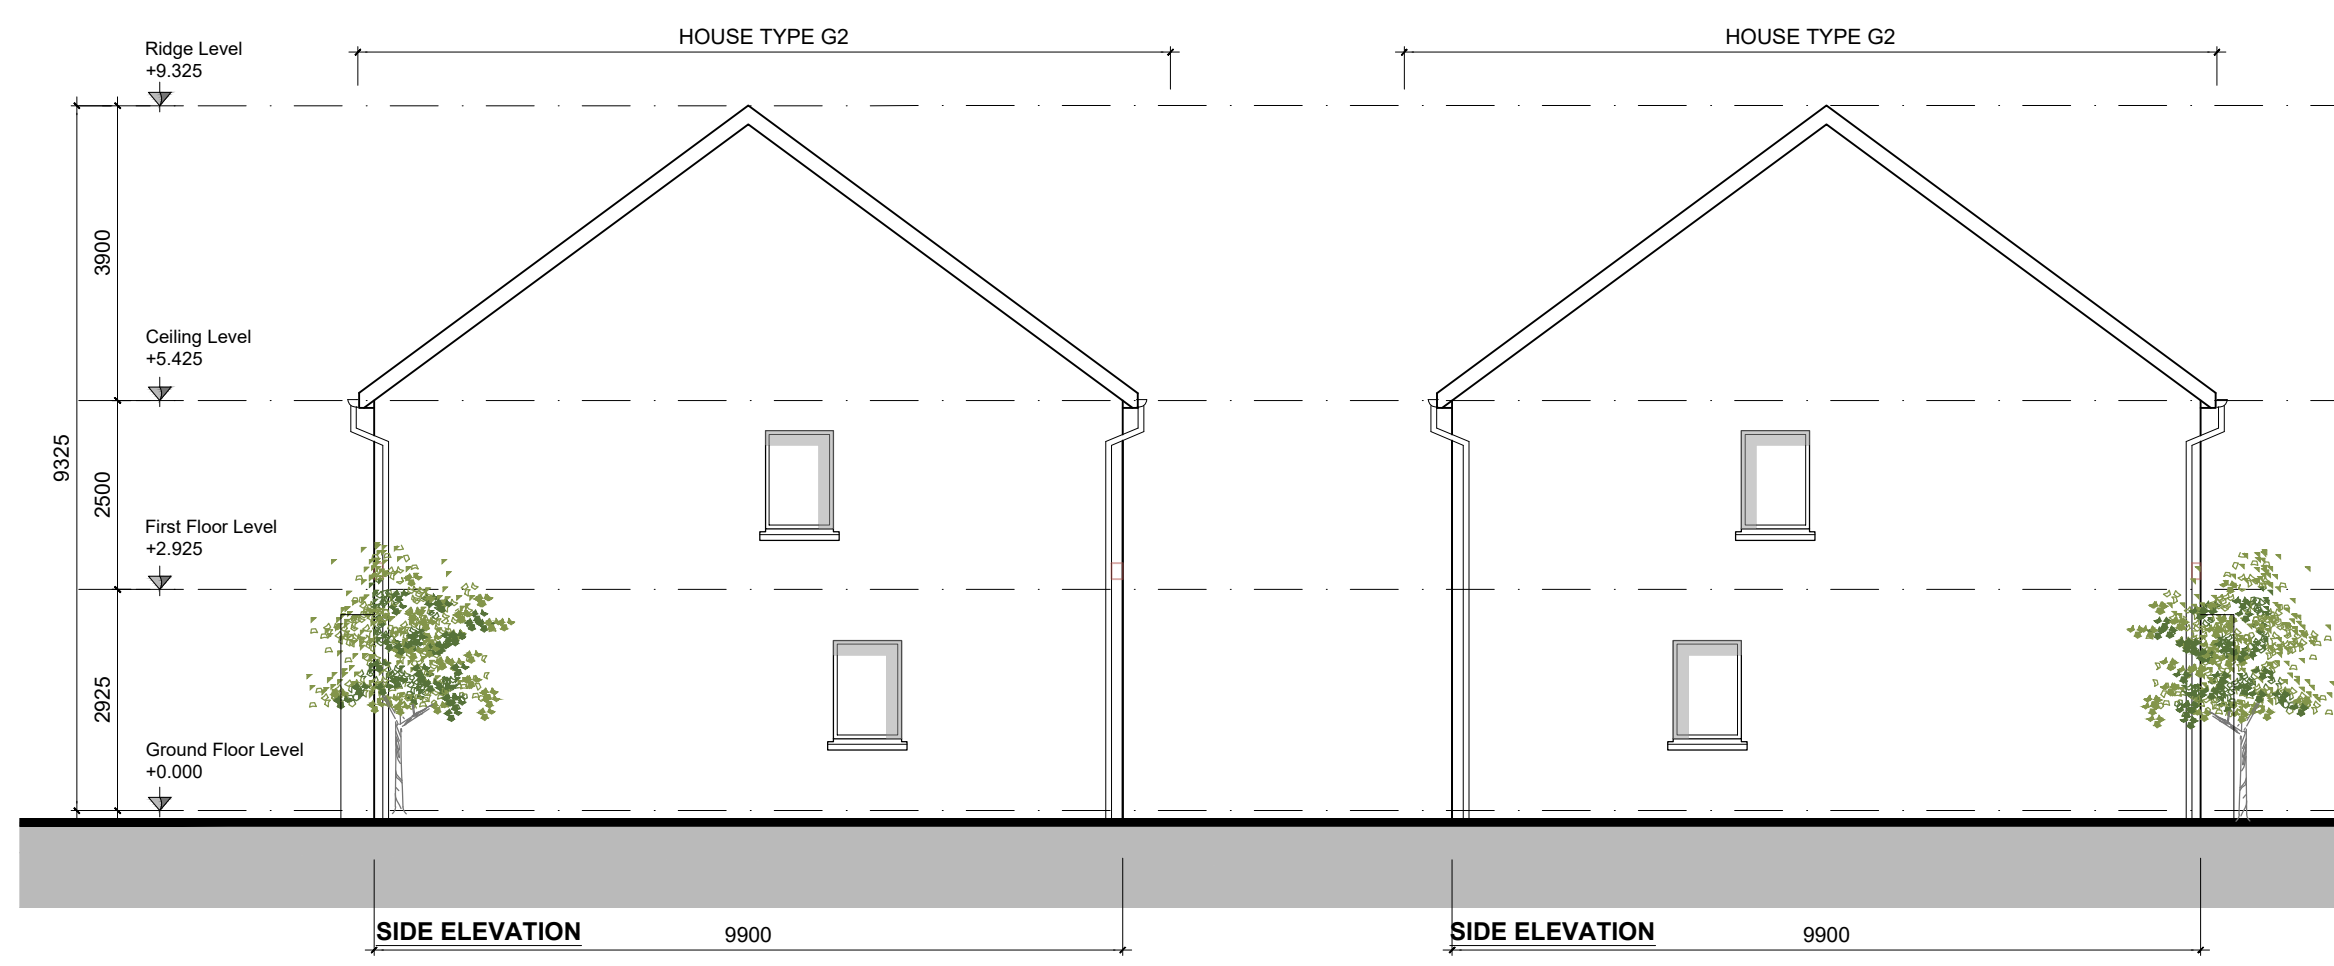 HOUSE TYPE G2
HOUSE TYPE G2
Ridge Level
+9.325
3900
Ceiling Level
+5.425
9325
2500
First Floor Level
+2.925
2925
Ground Floor Level
+0.000
SIDE ELEVATION
9900
SIDE ELEVATION
9900